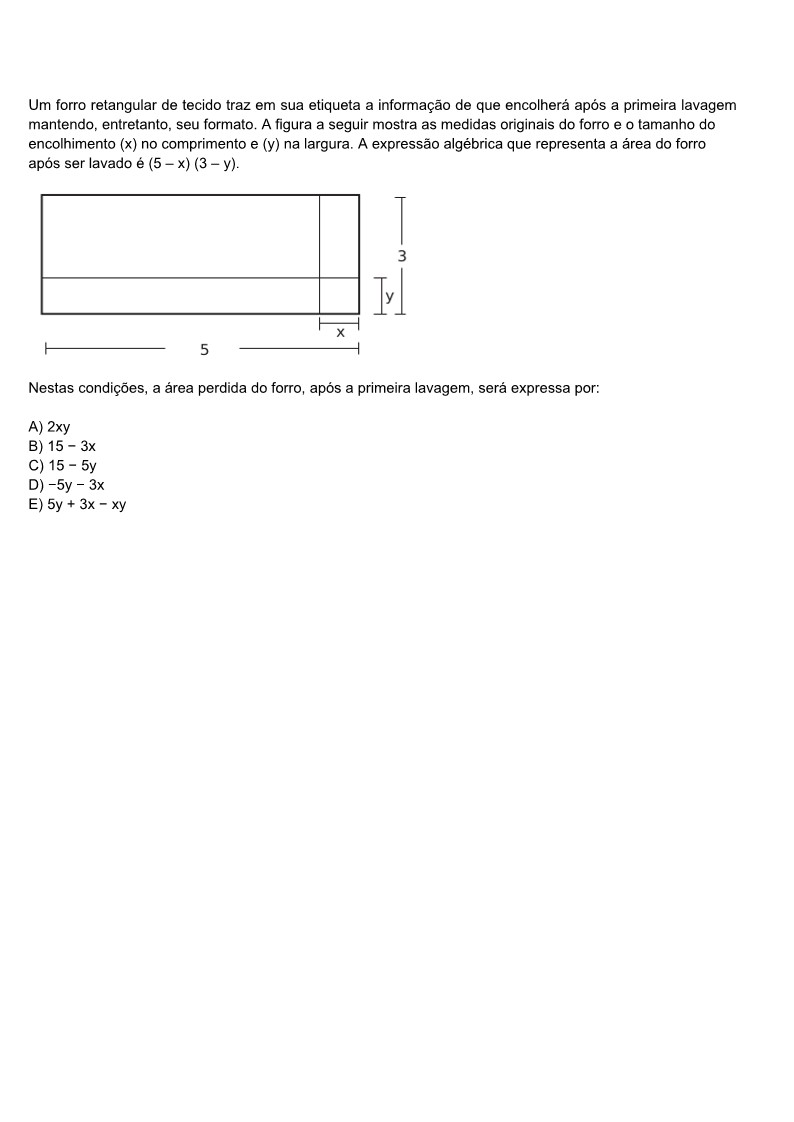 Um forro retangular de tecido traz em sua etiqueta a informação de que encolherá após a primeira lavagem
mantendo, entretanto, seu formato. A figura a seguir mostra as medidas originais do forro e o tamanho do
encolhimento (x) no comprimento e (y) na largura. A expressão algébrica que representa a área do forro
após ser lavado é (5 – x) (3 – y).
3
y
x
5
Nestas condições, a área perdida do forro, após a primeira lavagem, será expressa por:
A) 2xy
B) 15 − 3x
C) 15 − 5y
D) −5y − 3x
E) 5y + 3x − xy